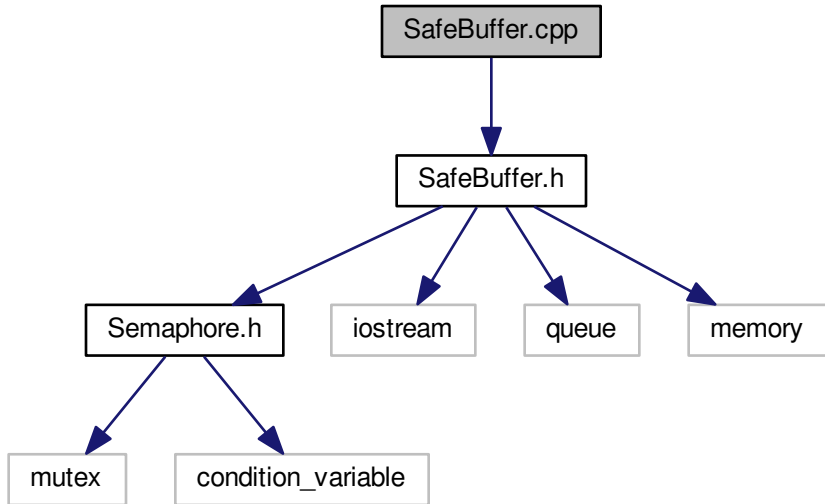 SafeBuffer.cpp
SafeBuffer.h
Semaphore.h
iostream
queue
memory
mutex
condition_variable